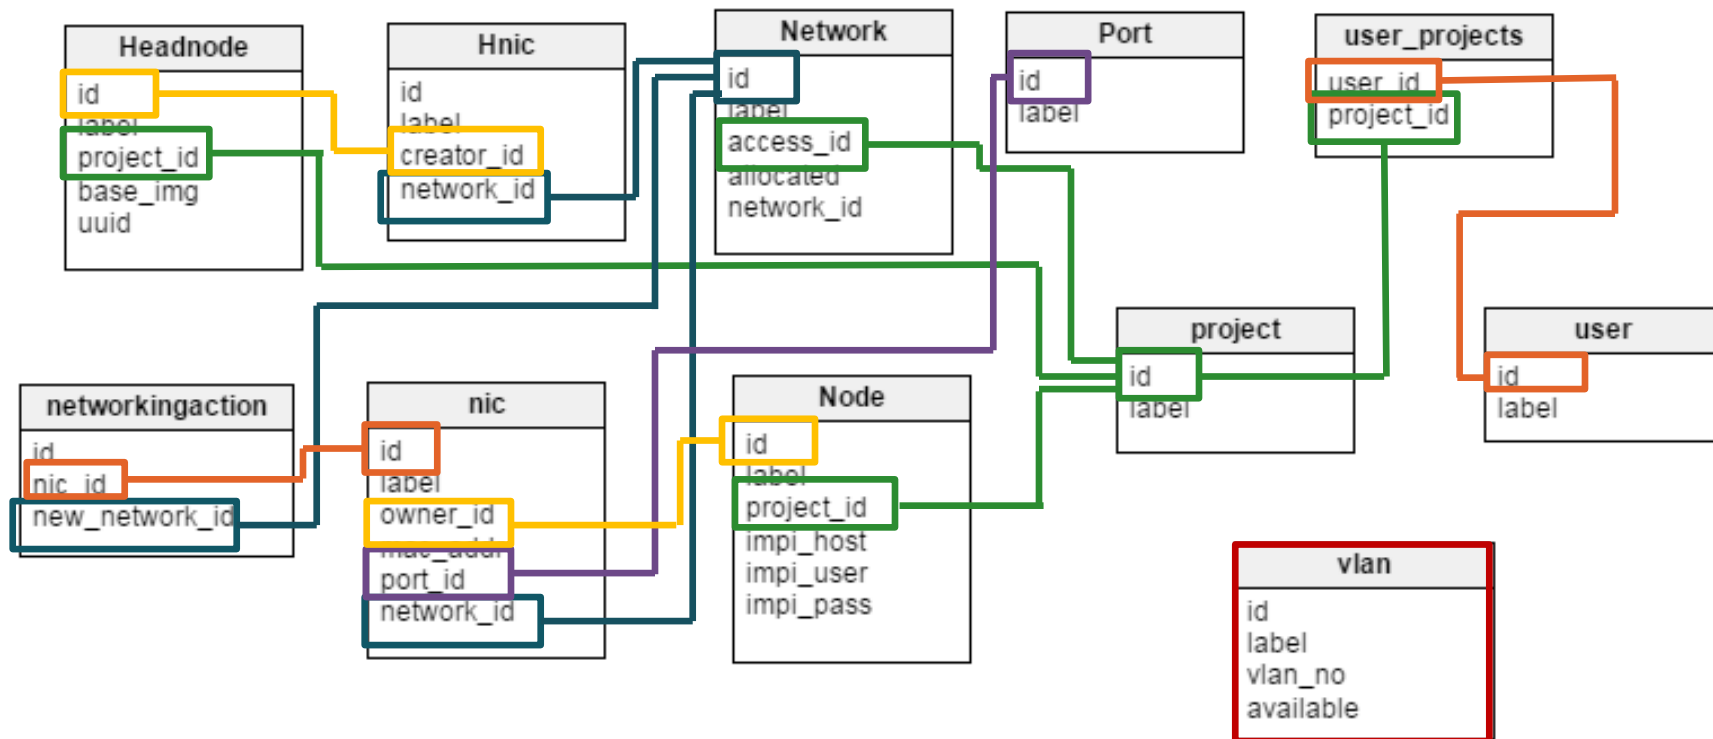 Headnode
id
label
project_id
base_img
uuid
Hnic
id
label
creator_id
network_id
Network
id
label
access_id
allocated
network_id
Port
id
label
user_projects
user_id
project_id
networkingaction
id
nic_id
new_network_id
nic
id
label
owner_id
mac_addr
port_id
network_id
Node
id
label
project_id
impi_host
impi_user
impi_pass
project
id
label
user
id
label
vlan
id
label
vlan_no
available